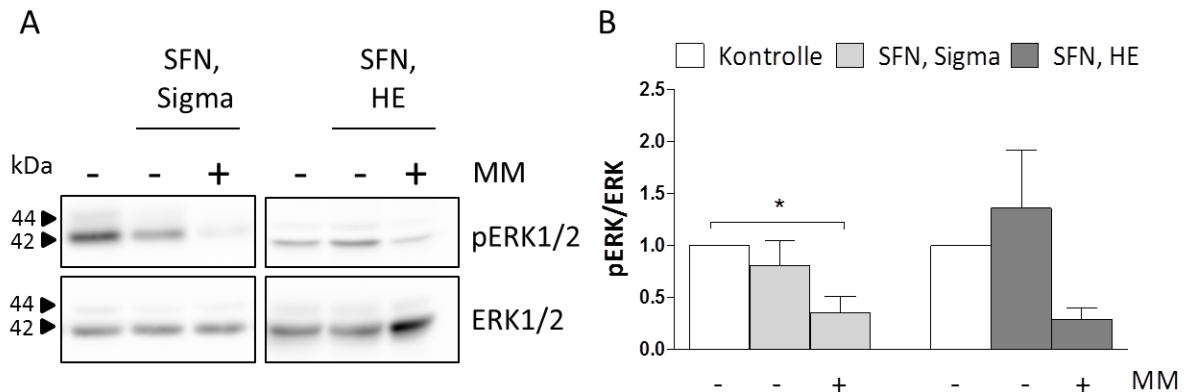 A
SFN,
Sigma
SFN,
HE
kDa
- - + - - + MM
44
42
pERK1/2
44
42
ERK1/2
B
Kontrolle SFN, Sigma SFN, HE
2.5
2.0
1.5
1.0
0.5
0.0
pERK/ERK
*
- - + - - + MM